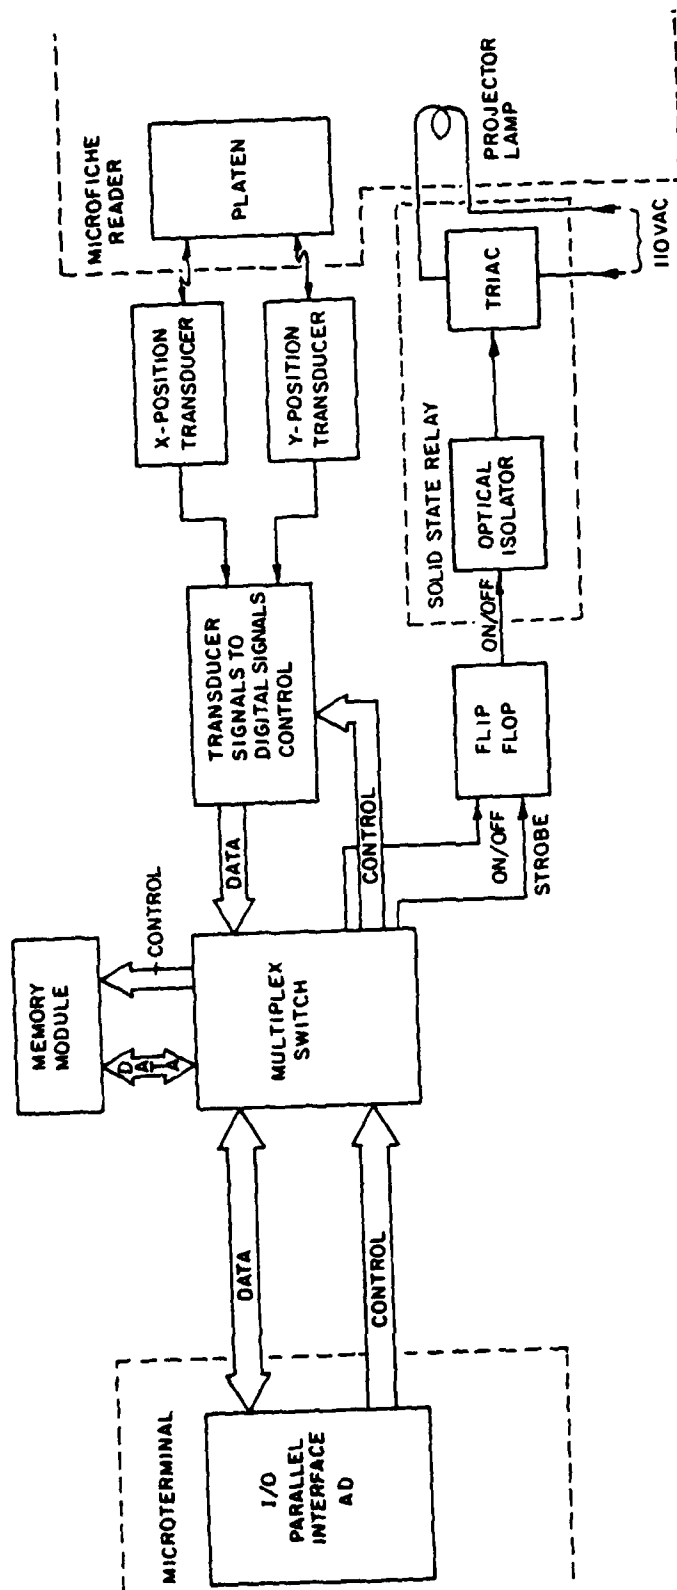 MICROTERMINAL
I/O
PARALLEL
INTERFACE
AD
DATA
CONTROL
MEMORY
MODULE
DATA
CONTROL
MULTIPLEX
SWITCH
DATA
CONTROL
ON/OFF
STROBE
TRANSDUCER
SIGNALS TO
DIGITAL SIGNALS
CONTROL
FLIP
FLOP
ON/OFF
X-POSITION
TRANSDUCER
Y-POSITION
TRANSDUCER
SOLID STATE RELAY
OPTICAL
ISOLATOR
TRIAC
MICROFICHE
READER
PLATEN
PROJECTOR
LAMP
110VAC